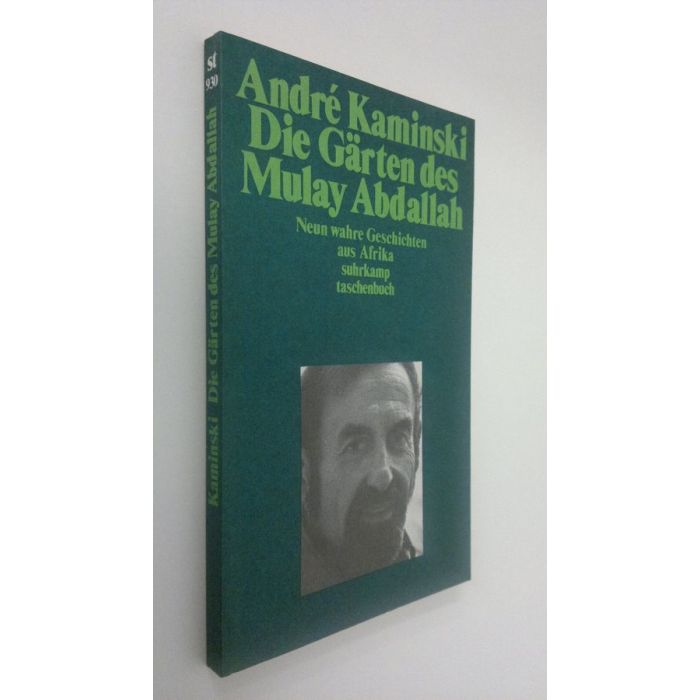 st
930
Kaminski Die Gärten des Mulay Abdallah
André Kaminski
Die Gärten des
Mulay Abdallah
Neun wahre Geschichten
aus Afrika
suhrkamp
taschenbuch